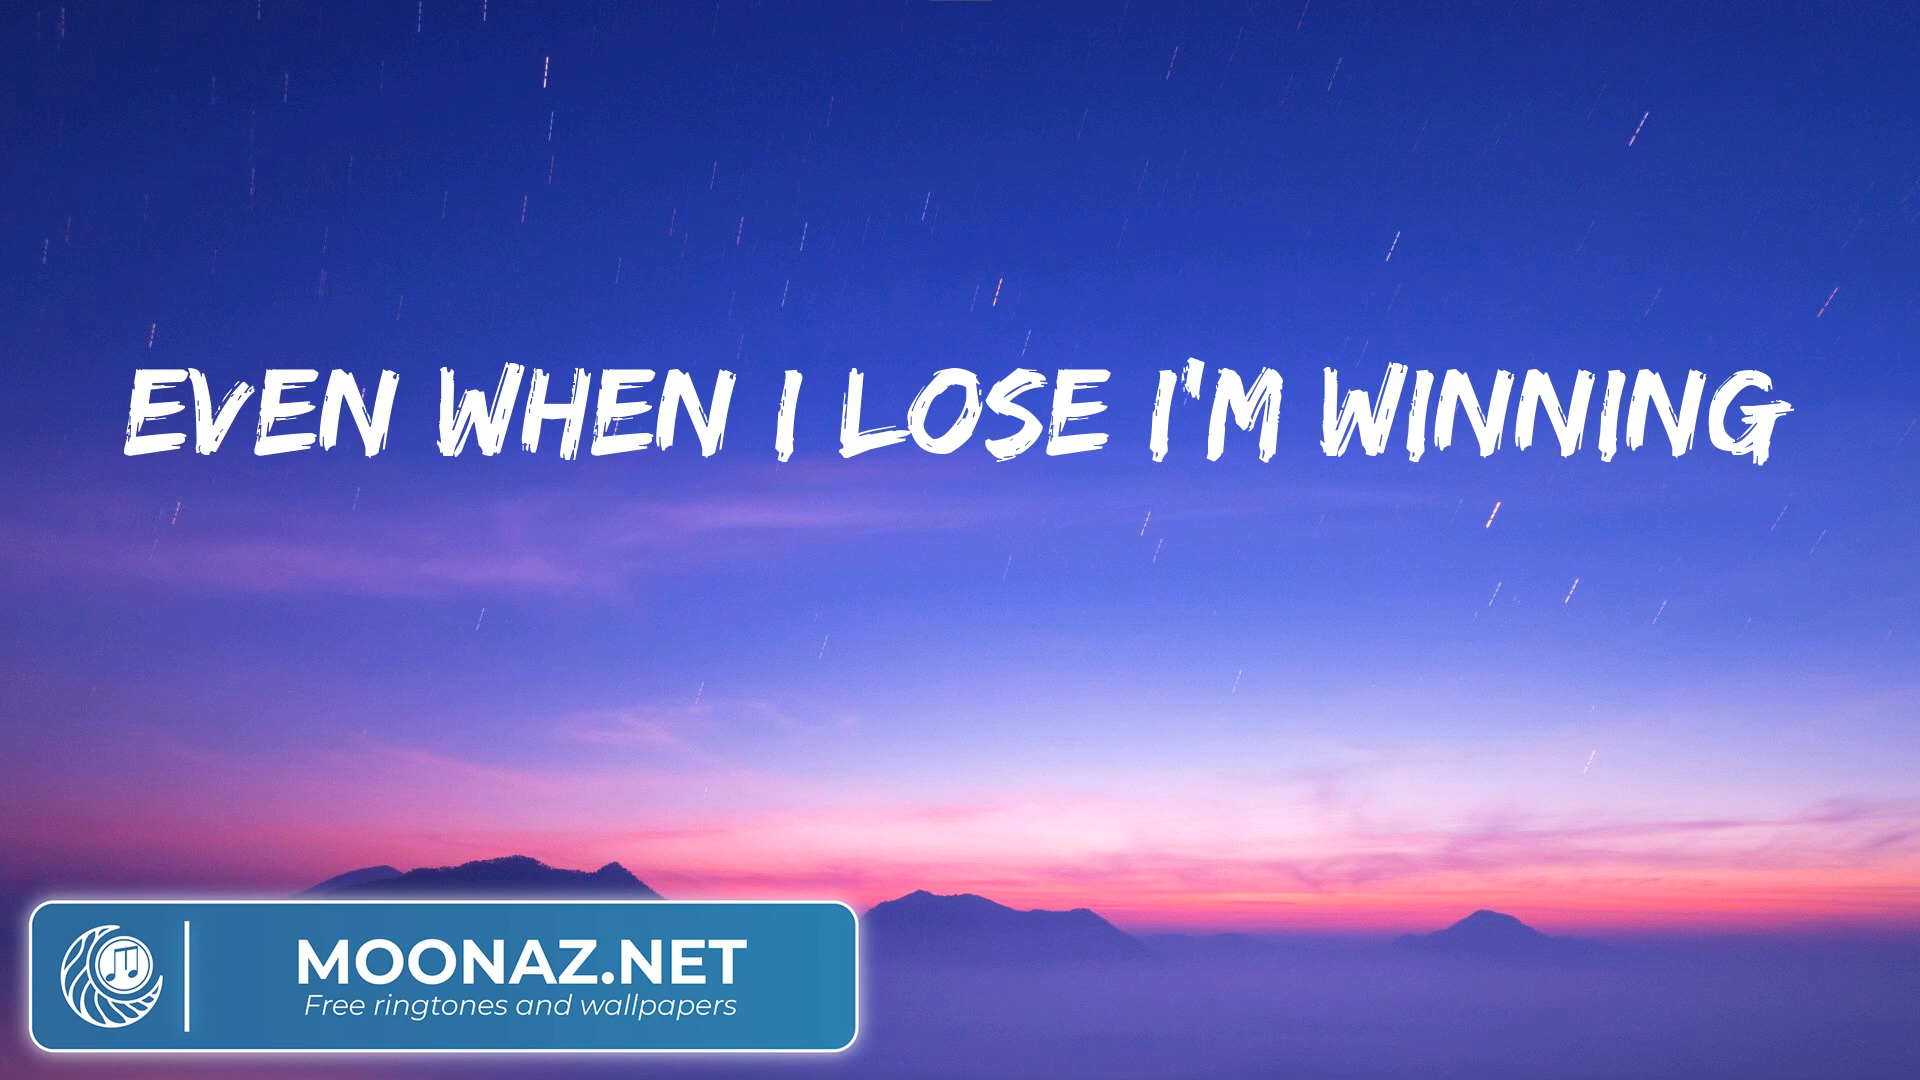 EVEN WHEN I LOSE I'M WINNING
MOONAZ.NET
Free ringtones and wallpapers